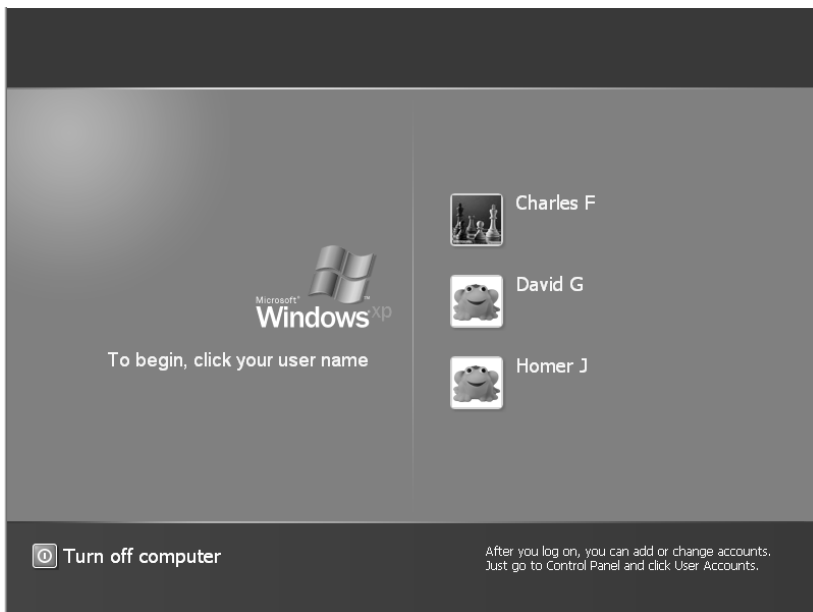 Microsoft®
Windows xp
To begin, click your user name
Charles F
David G
Homer J
Turn off computer
After you log on, you can add or change accounts.
Just go to Control Panel and click User Accounts.